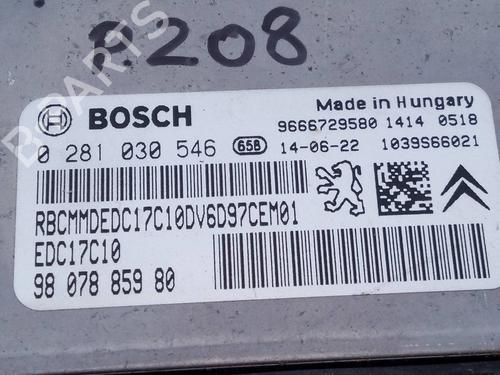 P208
BOSCH
Made in Hungary
9666729580 1414 0518
0 281 030 546 658 14-06-22 1039S66021
RBCMMDEDC17C10DV6D97CEM01
EDC17C10
98 078 859 80